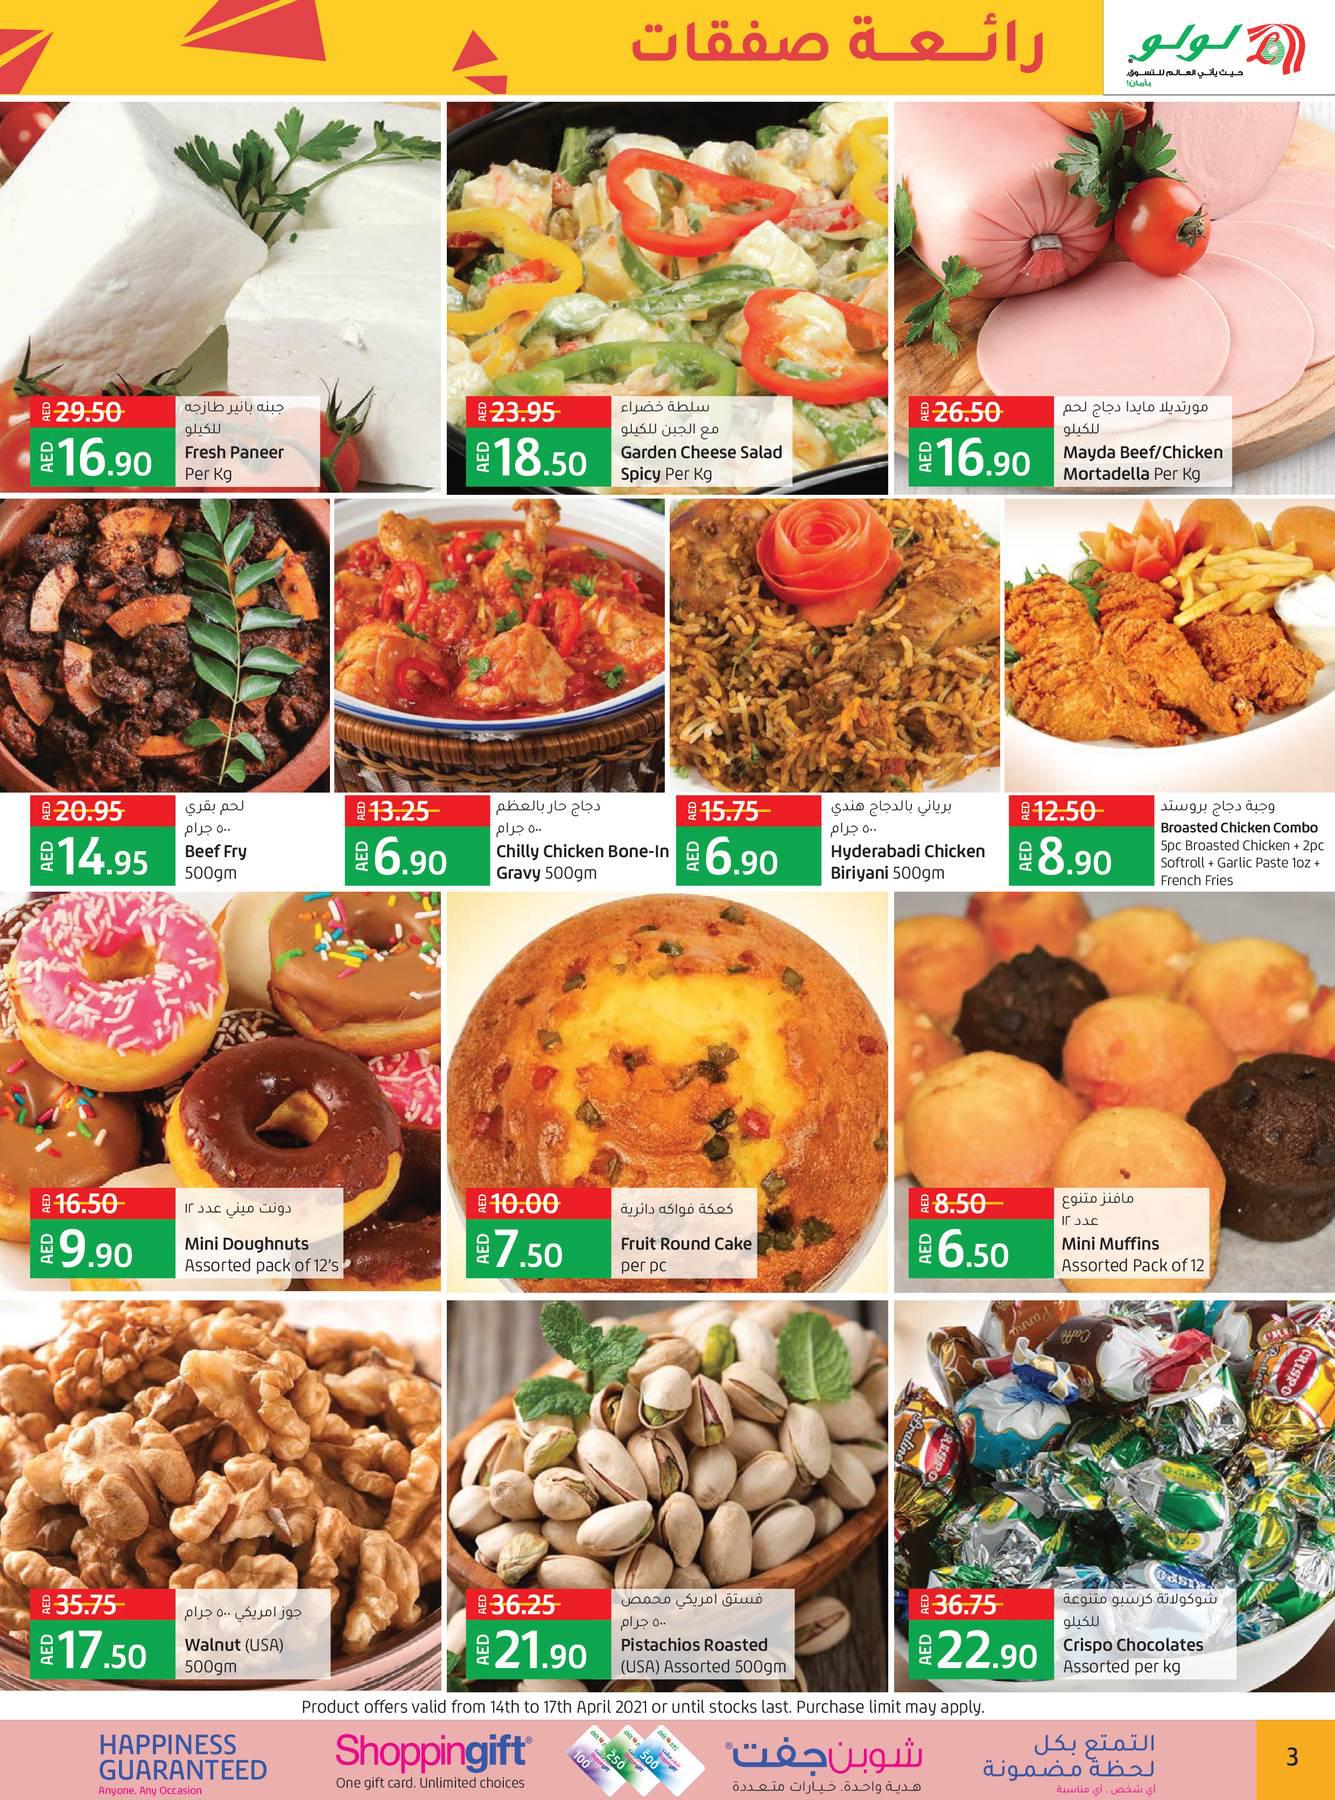 رائعة صفقات
لولو
حيث يأتي العالم للتسوق
بأمان!
AED 29.50
AED 16.90
جبنه بانير طازجه
للكيلو
Fresh Paneer
Per Kg
AED 23.95
AED 18.50
سلطة خضراء
مع الجبن للكيلو
Garden Cheese Salad
Spicy Per Kg
AED 26.50
AED 16.90
مورتديلا مايدا دجاج لحم
للكيلو
Mayda Beef/Chicken
Mortadella Per Kg
AED 20.95
AED 14.95
لحم بقري
٥٠٠ جرام
Beef Fry
500gm
AED 13.25
AED 6.90
دجاج حار بالعظم
٥٠٠ جرام
Chilly Chicken Bone-In
Gravy 500gm
AED 15.75
AED 6.90
برياني بالدجاج هندي
٥٠٠ جرام
Hyderabadi Chicken
Biriyani 500gm
AED 12.50
AED 8.90
وجبة دجاج بروستد
Broasted Chicken Combo
5pc Broasted Chicken + 2pc
Softroll + Garlic Paste 1oz +
French Fries
AED 16.50
AED 9.90
دونت ميني عدد ١٢
Mini Doughnuts
Assorted pack of 12's
AED 10.00
AED 7.50
كعكة فواكه دائرية
Fruit Round Cake
per pc
AED 8.50
AED 6.50
مافنز متنوع
عدد ١٢
Mini Muffins
Assorted Pack of 12
AED 35.75
AED 17.50
جوز امريكي ٥٠٠ جرام
Walnut (USA)
500gm
AED 36.25
AED 21.90
فستق امريكي محمص
٥٠٠ جرام
Pistachios Roasted
(USA) Assorted 500gm
CRISPO
CRISPO
AED 36.75
AED 22.90
شوكولاتة كرسبو متنوعة
للكيلو
Crispo Chocolates
Assorted per kg
Product offers valid from 14th to 17th April 2021 or until stocks last. Purchase limit may apply.
HAPPINESS
GUARANTEED
Anyone. Any Occasion
Shoppingift®
One gift card. Unlimited choices
100
250
500
شوبن جفت®
هدية واحدة. خيارات متعددة
التمتع بكل
لحظة مضمونة
أي شخص . أي مناسبة
3